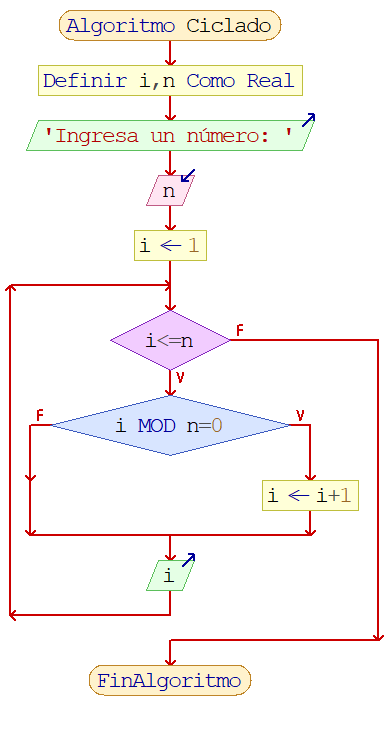 Algoritmo Ciclado
Definir i,n Como Real
'Ingresa un número: '
n
i ← 1
i<=n
F
V
i MOD n=0
F
V
i ← i+1
i
FinAlgoritmo